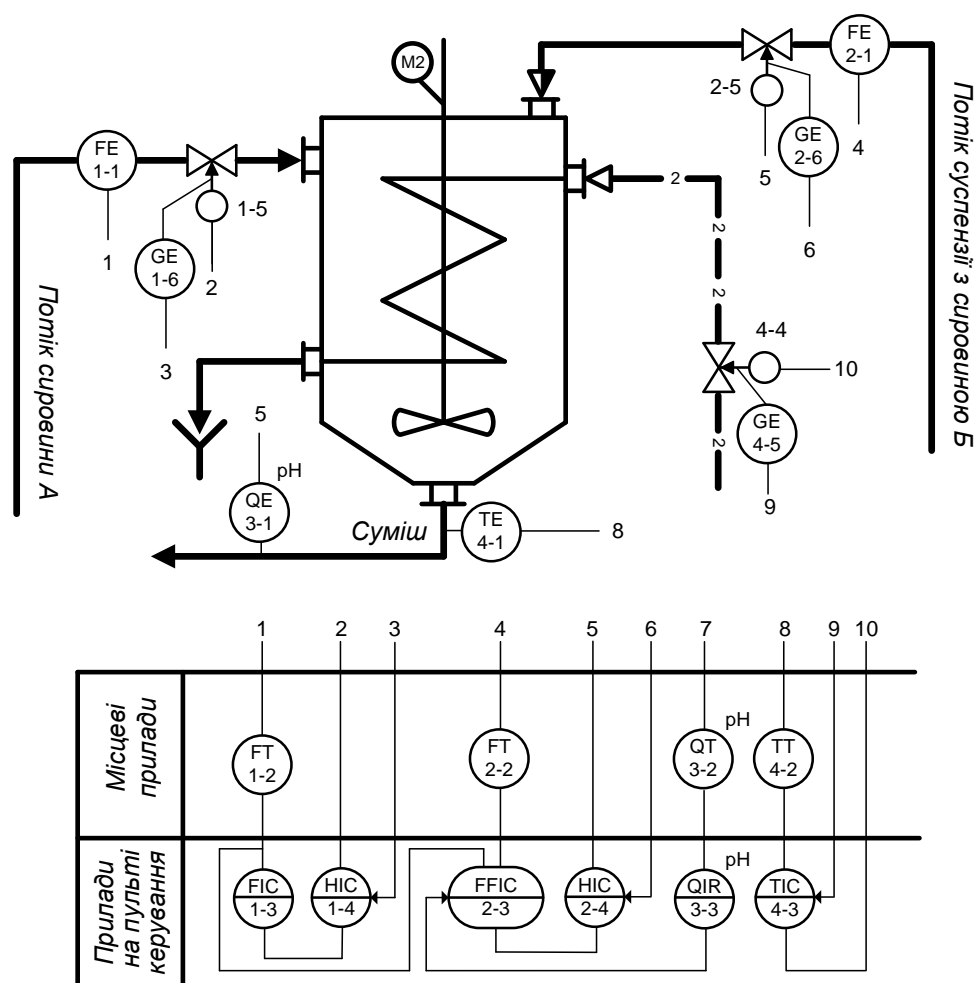 M2
FE
2-1
2-5
GE
2-6
4
5
6
FE
1-1
1-5
GE
1-6
1
2
3
2
2
2
2
4-4
10
GE
4-5
9
Потік сировини А
Потік суспензії з сировиною Б
5
pH
QE
3-1
Суміш
TE
4-1
8
1 2 3 4 5 6 7 8 9 10
Місцеві
прилади
FT
1-2
FT
2-2
pH
QT
3-2
TT
4-2
Прилади
на пульті
керування
FIC
1-3
HIC
1-4
FFIC
2-3
HIC
2-4
pH
QIR
3-3
TIC
4-3